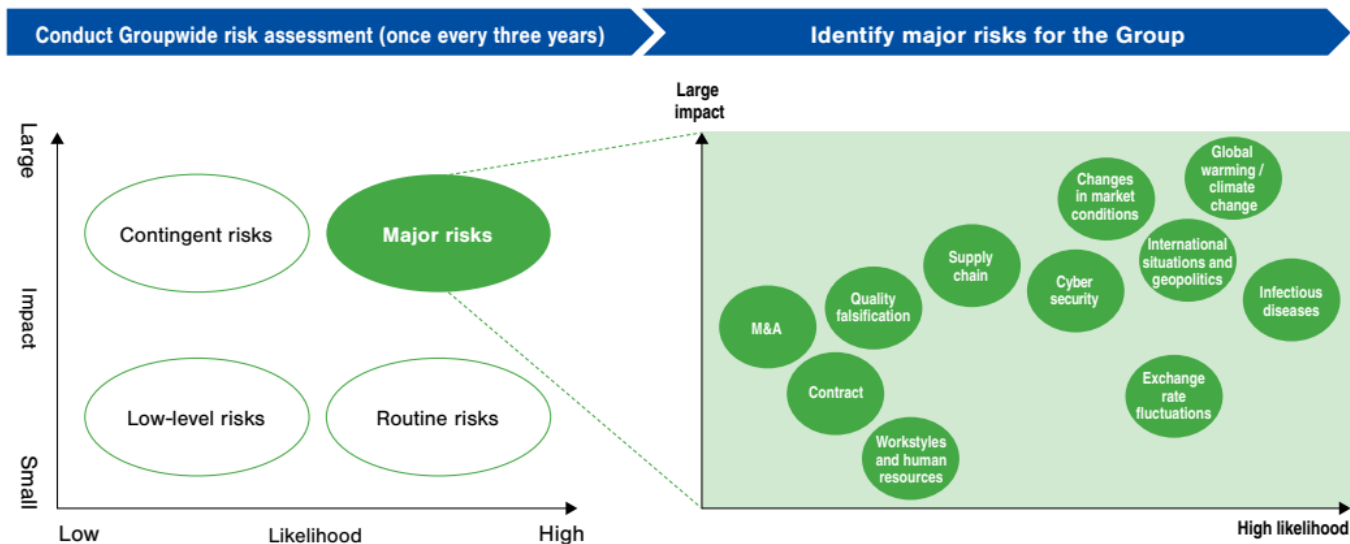 Conduct Groupwide risk assessment (once every three years)
Identify major risks for the Group
Large
Impact
Small
Contingent risks
Major risks
Low-level risks
Routine risks
Low
Likelihood
High
Large
impact
Global
warming /
climate
change
Changes
in market
conditions
International
situations and
geopolitics
Supply
chain
Cyber
security
Infectious
diseases
Quality
falsification
M&A
Contract
Exchange
rate
fluctuations
Workstyles
and human
resources
High likelihood